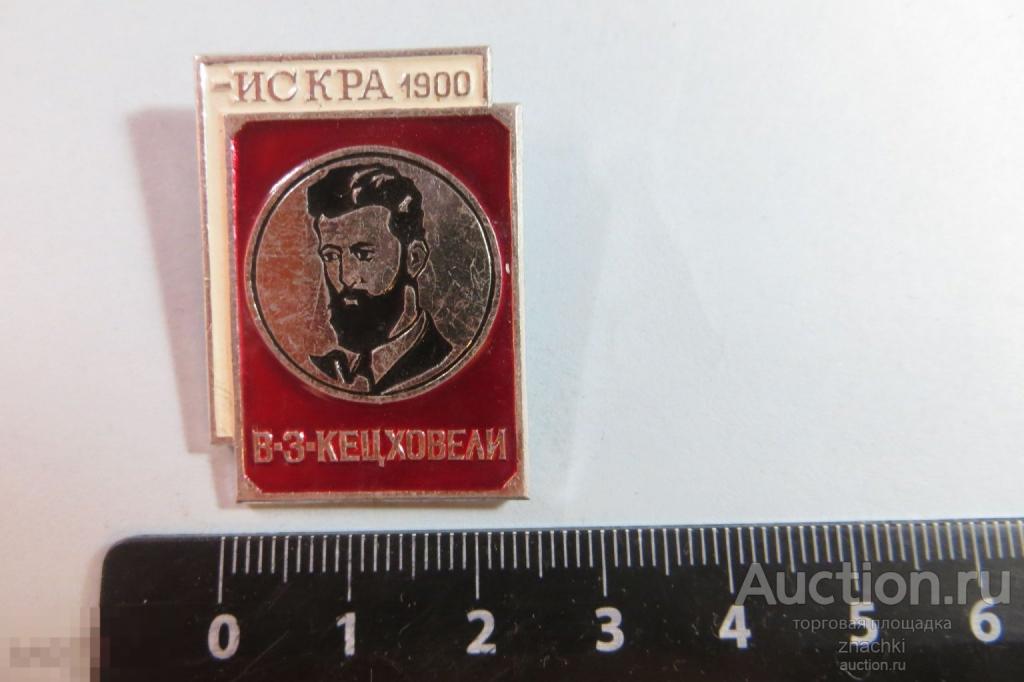 -ИСКРА 1900
В-З-КЕЦХОВЕЛИ
0 1 2 3 4 5 6
Auction.ru
торговая площадка
znachki
auction.ru